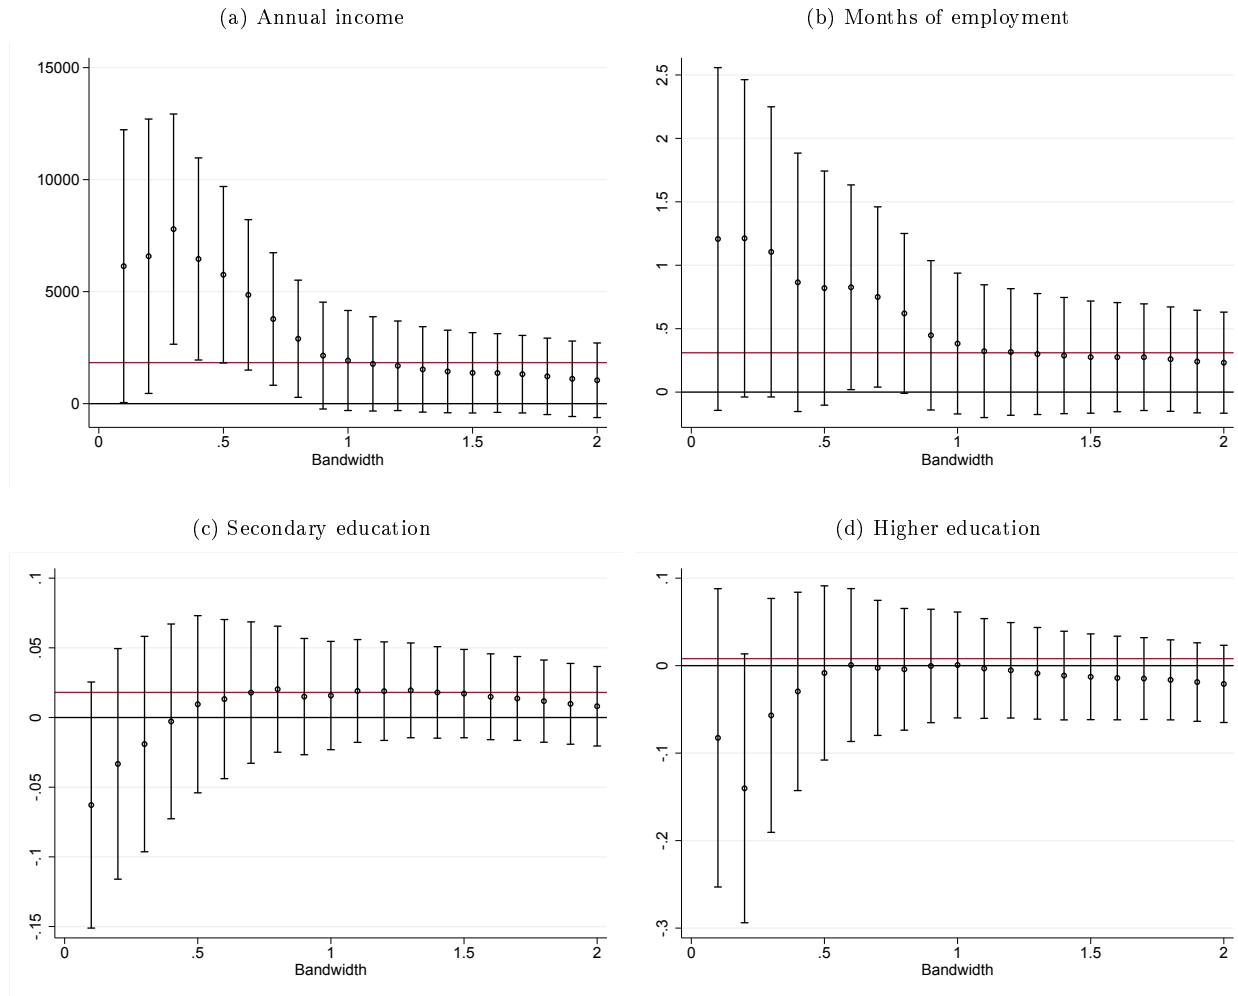 (a) Annual income
15000
10000
5000
0
0 .5 1 1.5 2
Bandwidth
(b) Months of employment
2.5
2
1.5
1
.5
0
0 .5 1 1.5 2
Bandwidth
(c) Secondary education
.1
.05
0
-.05
-.1
-.15
0 .5 1 1.5 2
Bandwidth
(d) Higher education
.1
0
-.1
-.2
-.3
0 .5 1 1.5 2
Bandwidth